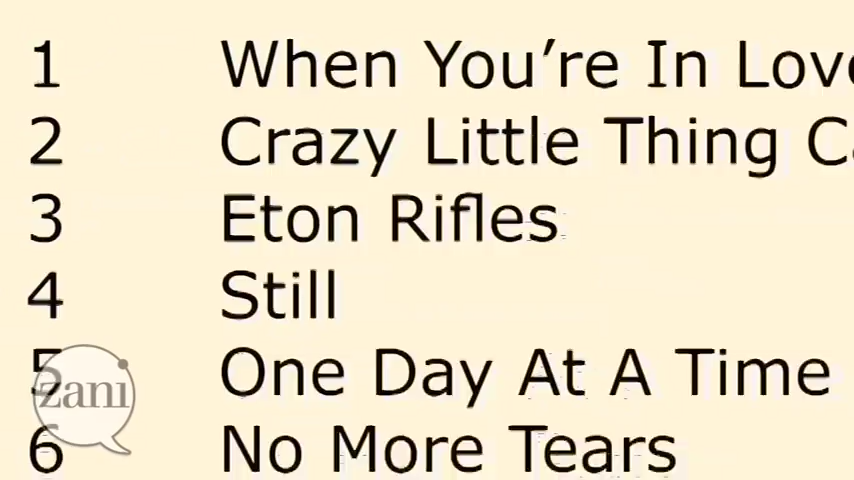 1 When You're In Love
2 Crazy Little Thing Ca
3 Eton Rifles
4 Still
5 One Day At A Time
zani
6 No More Tears